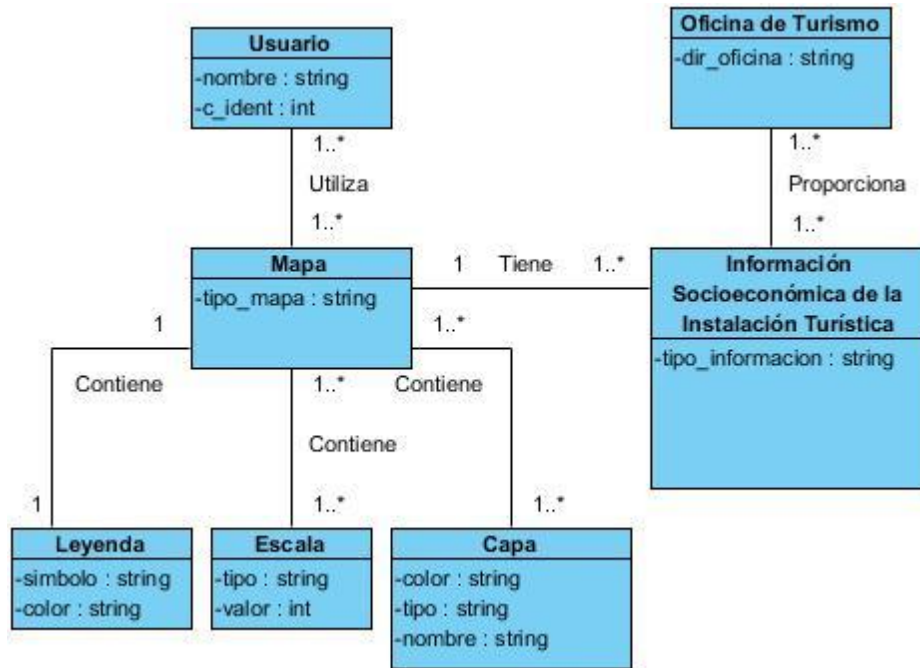 Usuario
-nombre : string
-c_ident : int
Oficina de Turismo
-dir_oficina : string
1..*
Utiliza
1..*
1..*
Proporciona
1..*
Mapa
-tipo_mapa : string
1 Tiene 1..*
Información
Socioeconómica de la
Instalación Turística
-tipo_informacion : string
1
Contiene
1
1..*
Contiene
1..*
1..*
Contiene
1..*
Leyenda
-simbolo : string
-color : string
Escala
-tipo : string
-valor : int
Capa
-color : string
-tipo : string
-nombre : string